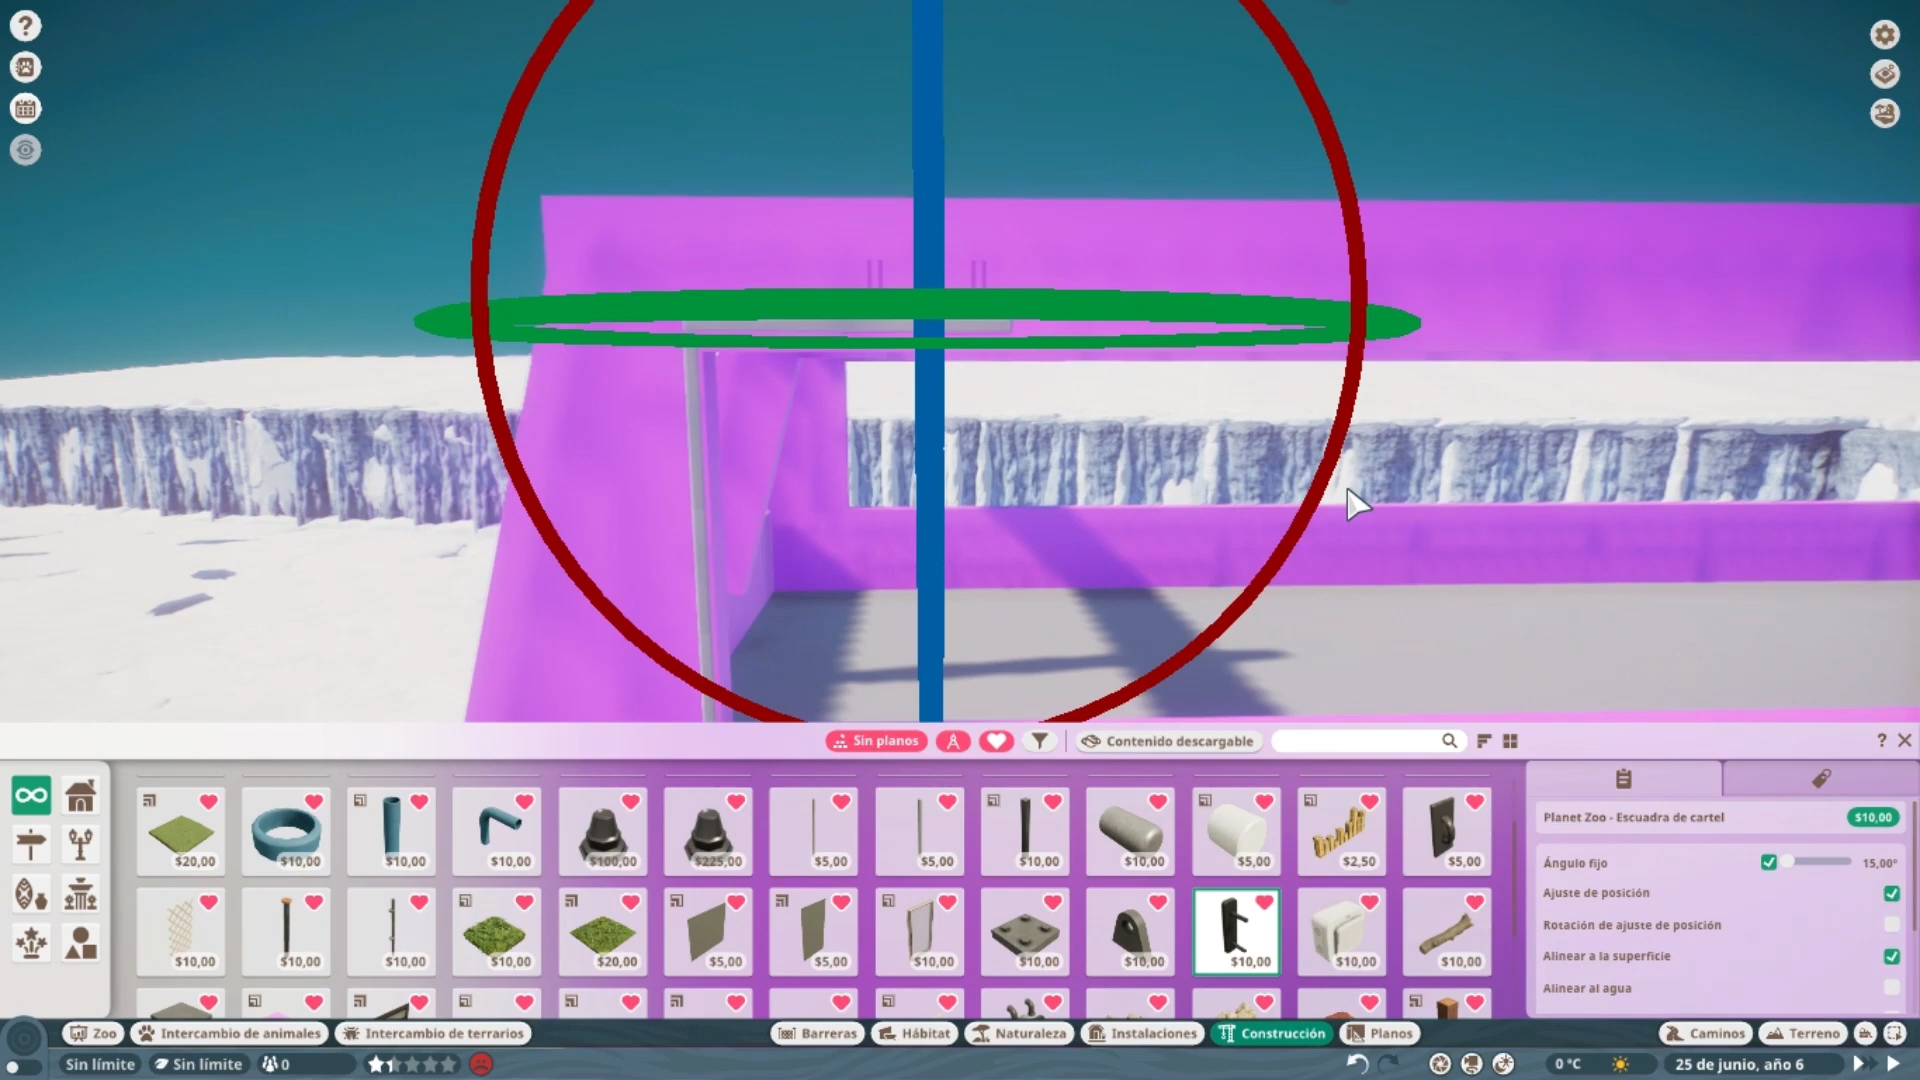 Sin planos
Contenido descargable
?
$20,00
$10,00
$10,00
$10,00
$100,00
$225,00
$5,00
$5,00
$10,00
$10,00
$5,00
$2,50
$5,00
$10,00
$10,00
$10,00
$10,00
$20,00
$5,00
$5,00
$10,00
$10,00
$10,00
$10,00
$10,00
$10,00
Planet Zoo - Escuadra de cartel
$10,00
Ángulo fijo
15,00°
Ajuste de posición
Rotación de ajuste de posición
Alinear a la superficie
Alinear al agua
Zoo
Intercambio de animales
Intercambio de terrarios
Barreras
Hábitat
Naturaleza
Instalaciones
Construcción
Planos
Caminos
Terreno
Sin límite
Sin límite
0
0 °C
25 de junio, año 6